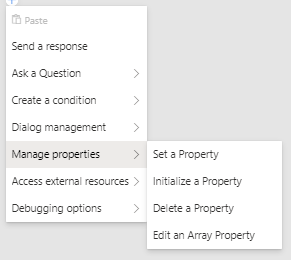 Paste
Send a response
Ask a Question
Create a condition
Dialog management
Manage properties
Access external resources
Debugging options
Set a Property
Initialize a Property
Delete a Property
Edit an Array Property